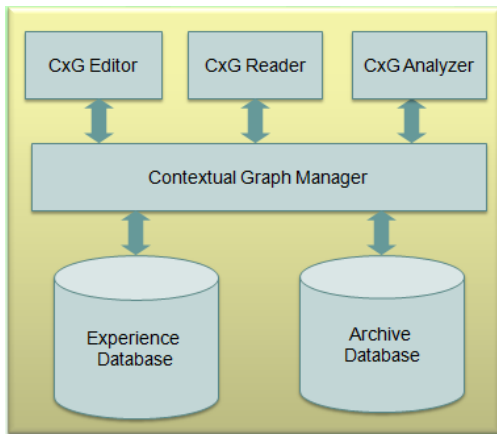 CxG Editor
CxG Reader
CxG Analyzer
Contextual Graph Manager
Experience
Database
Archive
Database